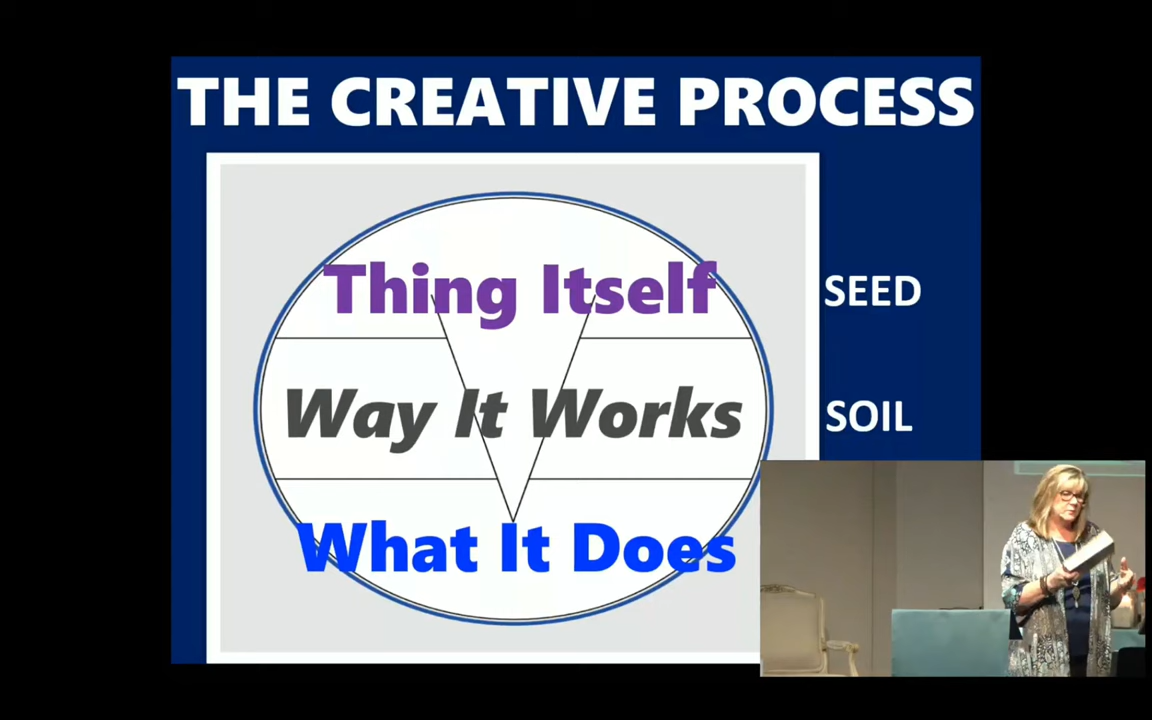 THE CREATIVE PROCESS
Thing Itself
SEED
Way It Works
SOIL
What It Does